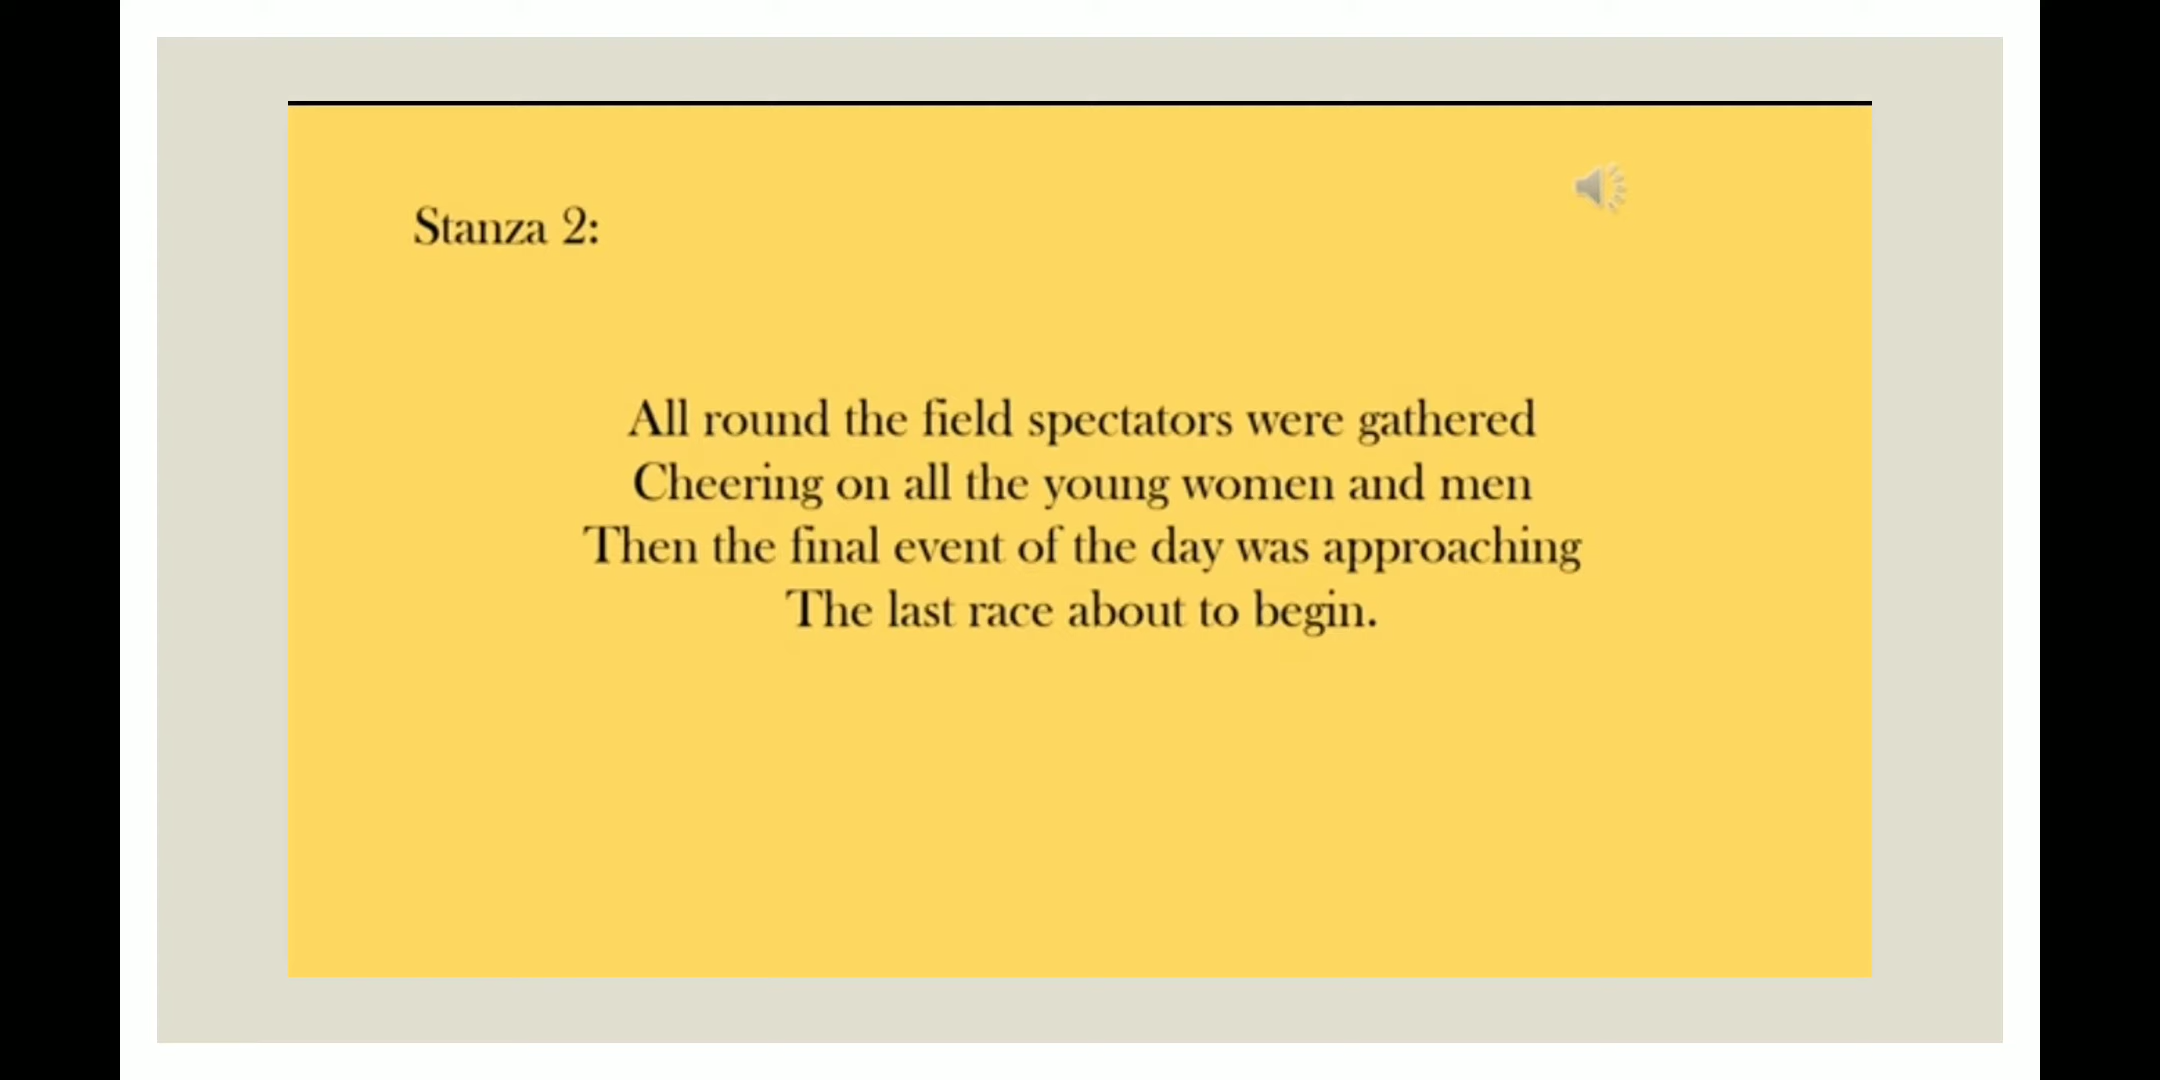 Stanza 2:
All round the field spectators were gathered
Cheering on all the young women and men
Then the final event of the day was approaching
The last race about to begin.